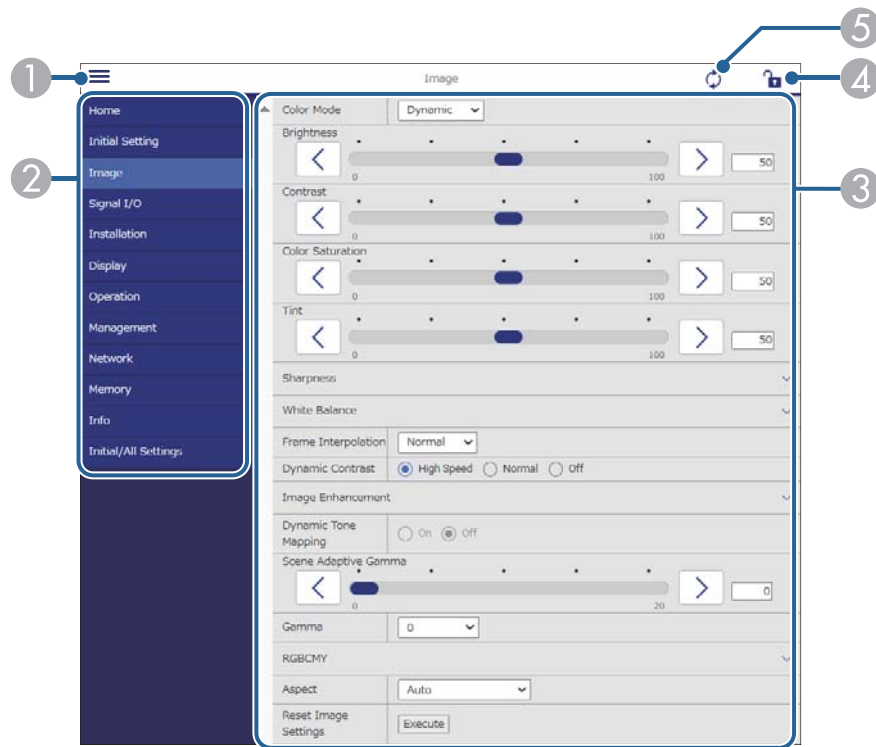 5
1
Image
4
Home
Color Mode Dynamic
Initial Setting
Brightness
0 100 50
Image
2
3
Signal I/O
Contrast
0 100 50
Installation
Color Saturation
0 100 50
Display
Operation
Tint
0 100 50
Management
Network
Sharpness
Memory
White Balance
Info
Frame Interpolation Normal
Initial/All Settings
Dynamic Contrast High Speed Normal Off
Image Enhancement
Dynamic Tone
Mapping On Off
Scene Adaptive Gamma
0 20 0
Gamma 0
RGBCMY
Aspect Auto
Reset Image
Settings Execute